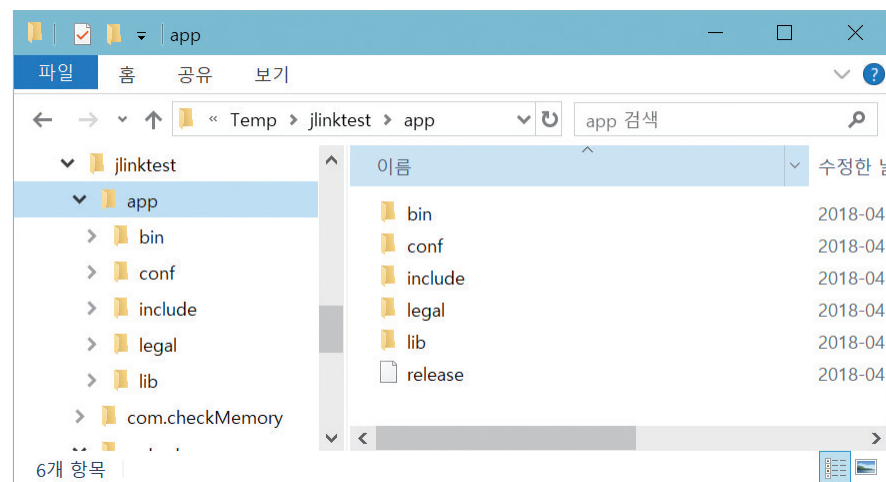 app
파일 홈 공유 보기
« Temp > jlinktest > app
app 검색
jlinktest
app
bin
conf
include
legal
lib
com.checkMemory
이름 수정한
bin 2018-04
conf 2018-04
include 2018-04
legal 2018-04
lib 2018-04
release 2018-04
6개 항목